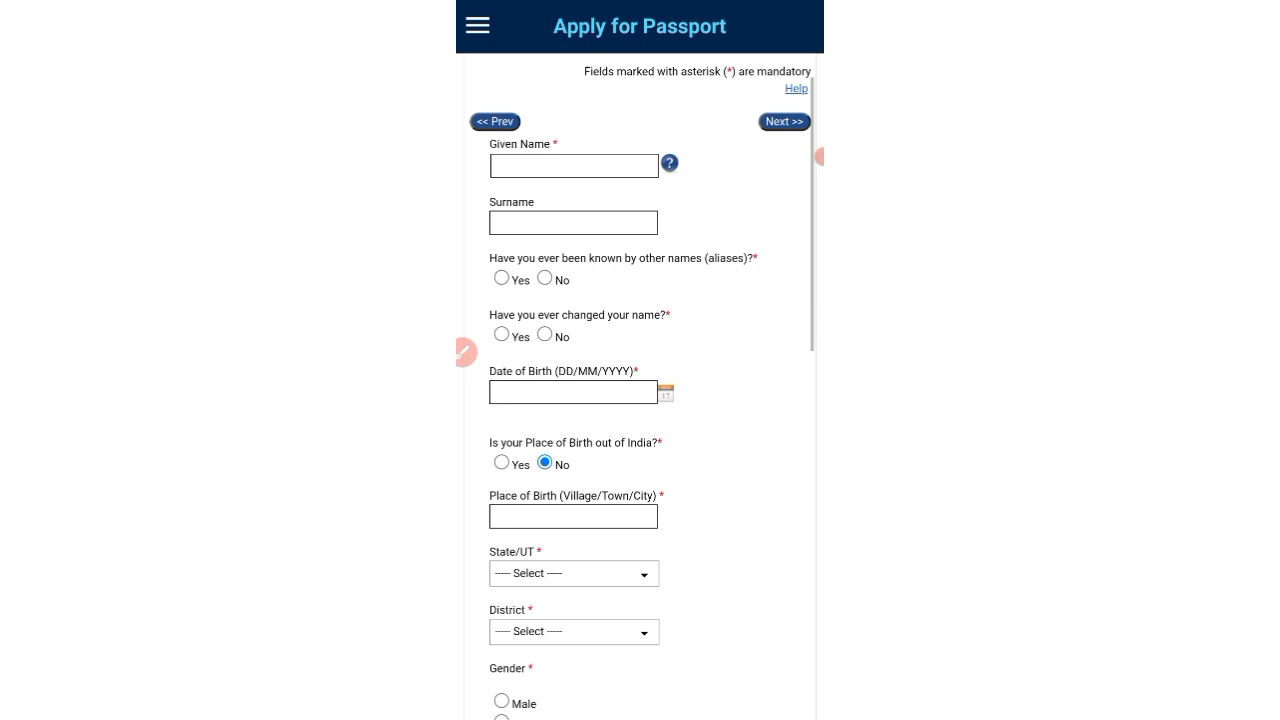 Apply for Passport
Fields marked with asterisk (*) are mandatory
Help
<< Prev
Next >>
Given Name *
?
Surname
Have you ever been known by other names (aliases)?*
Yes No
Have you ever changed your name?*
Yes No
Date of Birth (DD/MM/YYYY)*
Is your Place of Birth out of India?*
Yes No
Place of Birth (Village/Town/City) *
State/UT *
----- Select -----
District *
----- Select -----
Gender *
Male